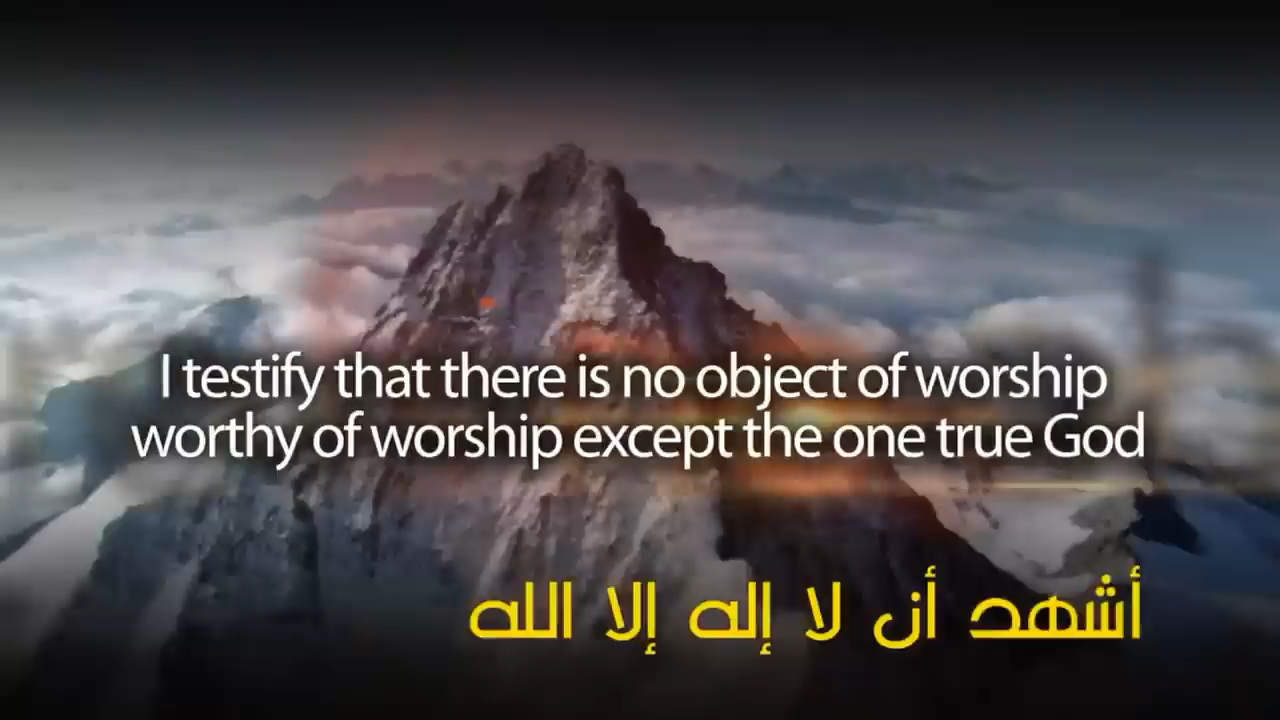 I testify that there is no object of worship
worthy of worship except the one true God
أشهد أن لا إله إلا الله